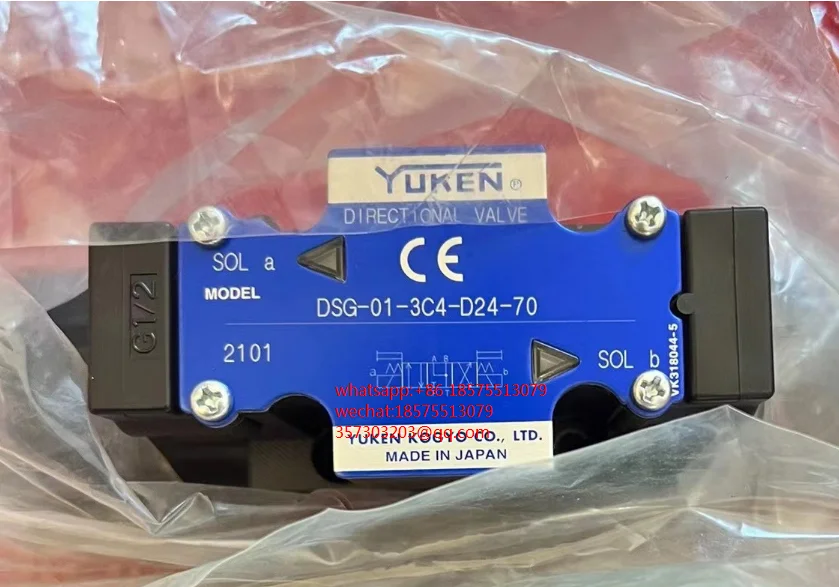 YUKEN®
DIRECTIONAL VALVE
SOL a
CE
MODEL
DSG-01-3C4-D24-70
G1/2
2101
A B
a
b
SOL b
VK318044-5
whatsapp:+86 18575513079
wechat:18575513079
357303203@qq.com
YUKEN KOGYO CO., LTD.
MADE IN JAPAN